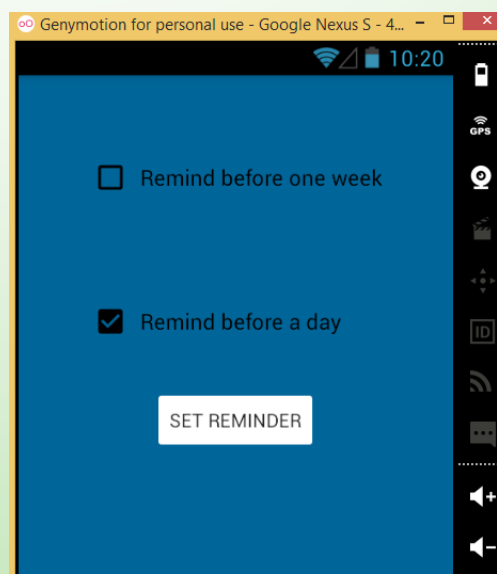 Genymotion for personal use - Google Nexus S - 4...
10:20
GPS
Remind before one week
ID
Remind before a day
SET REMINDER